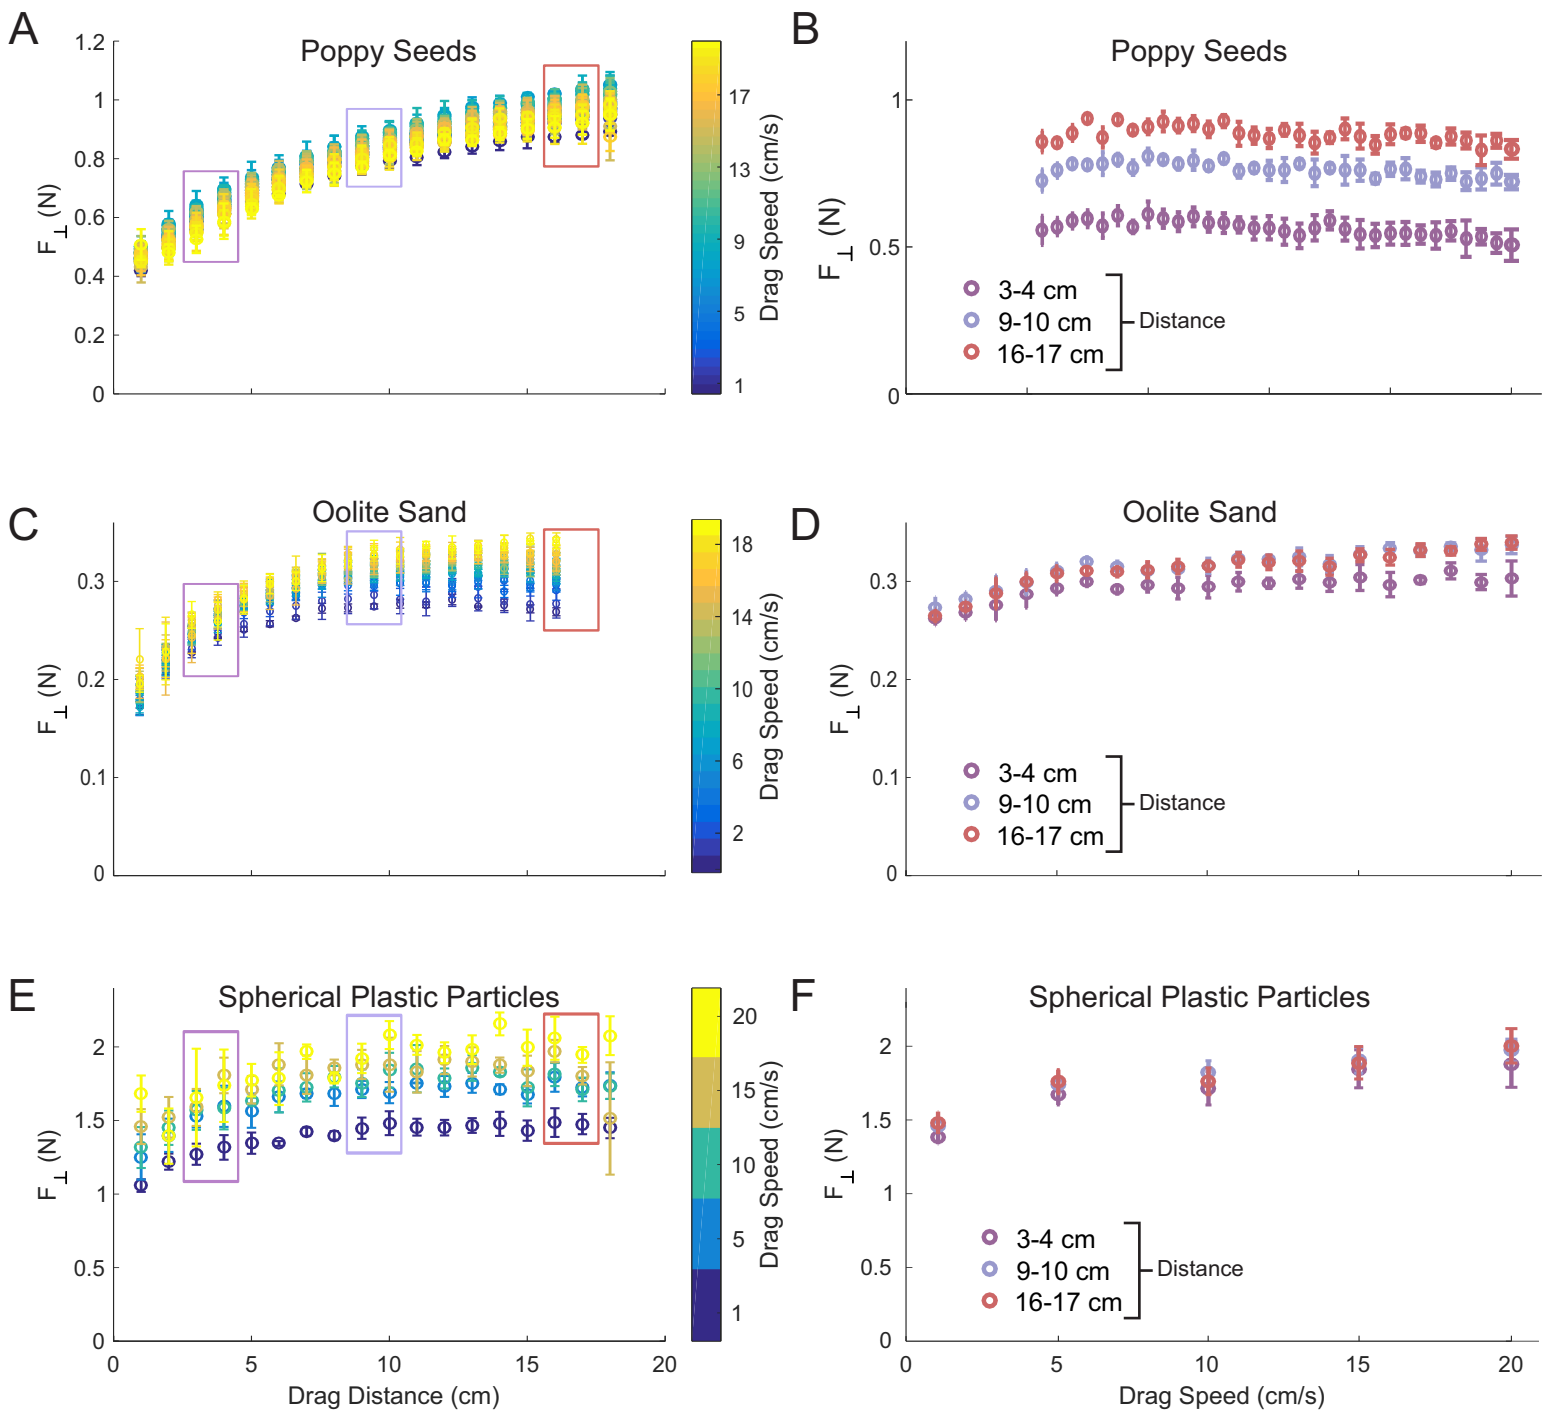 A
Poppy Seeds
1.2
1
0.8
0.6
0.4
0.2
0
F⊥ (N)
17
13
9
5
1
Drag Speed (cm/s)
B
Poppy Seeds
1
0.5
0
F⊥ (N)
3-4 cm
9-10 cm
16-17 cm
Distance
C
Oolite Sand
0.3
0.2
0.1
0
F⊥ (N)
18
14
10
6
2
Drag Speed (cm/s)
D
Oolite Sand
0.3
0.2
0.1
0
F⊥ (N)
3-4 cm
9-10 cm
16-17 cm
Distance
E
Spherical Plastic Particles
2
1.5
1
0.5
0
F⊥ (N)
0 5 10 15 20
Drag Distance (cm)
20
15
10
5
1
Drag Speed (cm/s)
F
Spherical Plastic Particles
2
1.5
1
0.5
0
F⊥ (N)
3-4 cm
9-10 cm
16-17 cm
Distance
0 5 10 15 20
Drag Speed (cm/s)